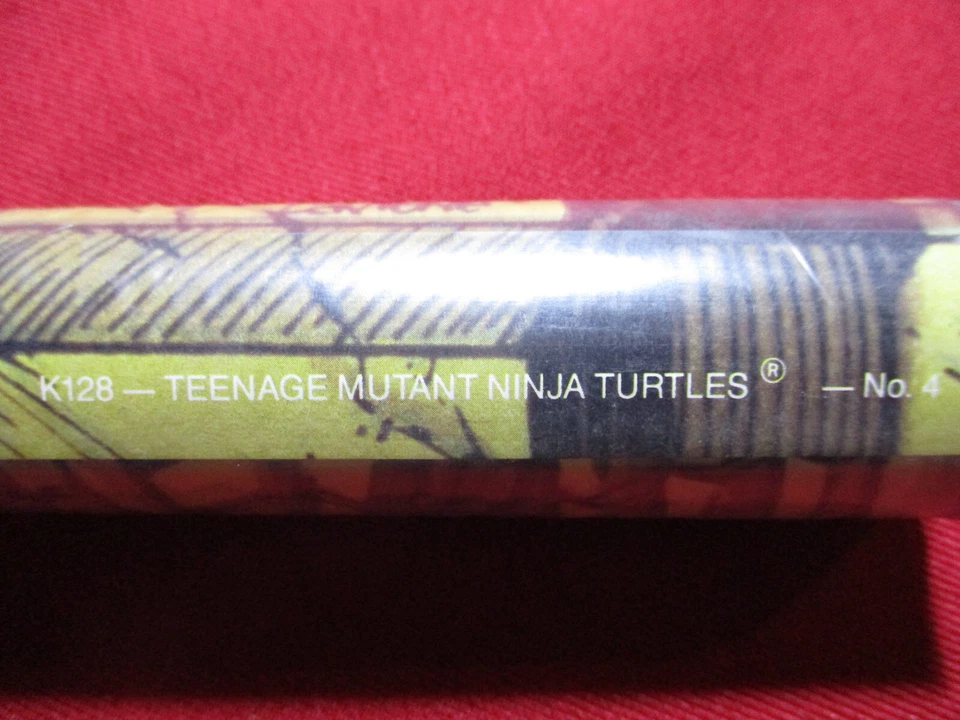 K128 — TEENAGE MUTANT NINJA TURTLES® — No. 4